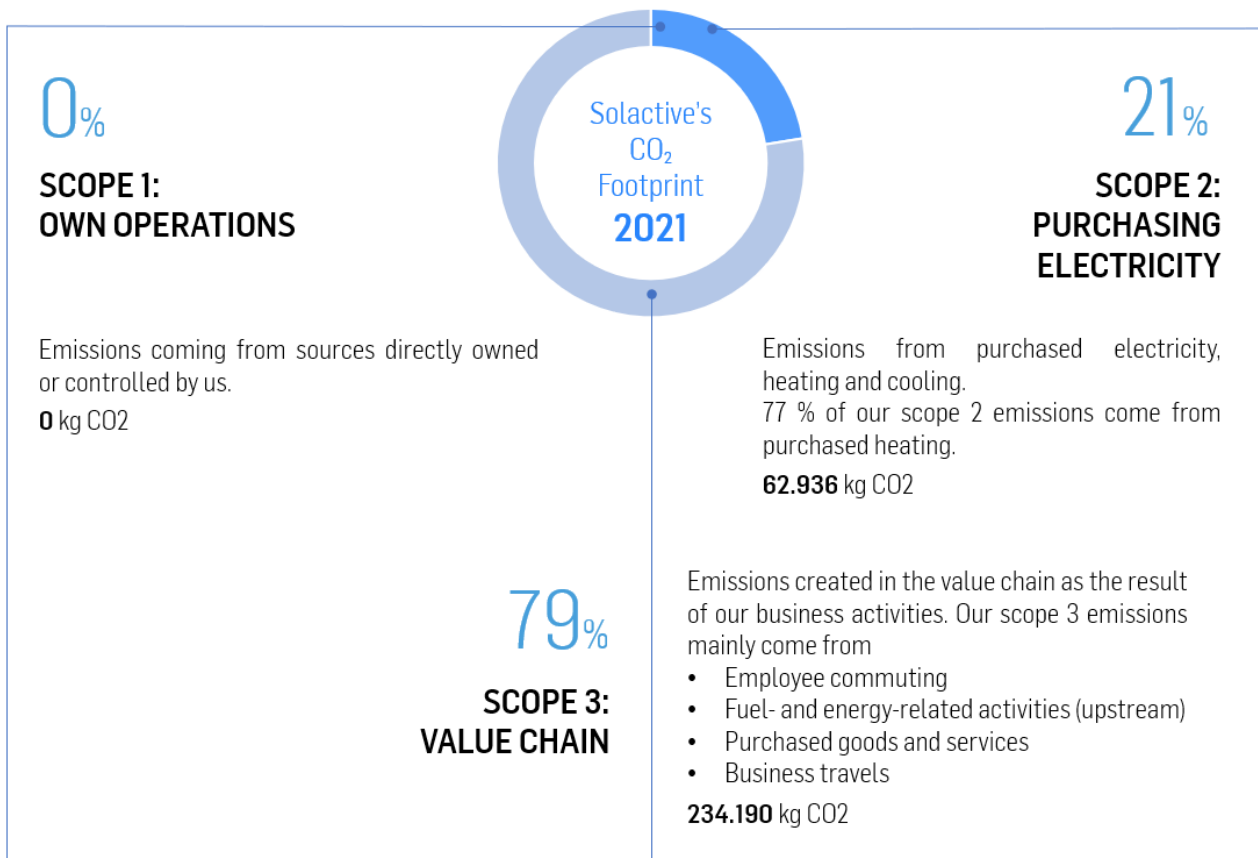 Solactive's
CO₂
Footprint
2021
0%
SCOPE 1:
OWN OPERATIONS
Emissions coming from sources directly owned
or controlled by us.
0 kg CO2
21%
SCOPE 2:
PURCHASING
ELECTRICITY
Emissions from purchased electricity,
heating and cooling.
77 % of our scope 2 emissions come from
purchased heating.
62.936 kg CO2
79%
SCOPE 3:
VALUE CHAIN
Emissions created in the value chain as the result
of our business activities. Our scope 3 emissions
mainly come from
• Employee commuting
• Fuel- and energy-related activities (upstream)
• Purchased goods and services
• Business travels
234.190 kg CO2